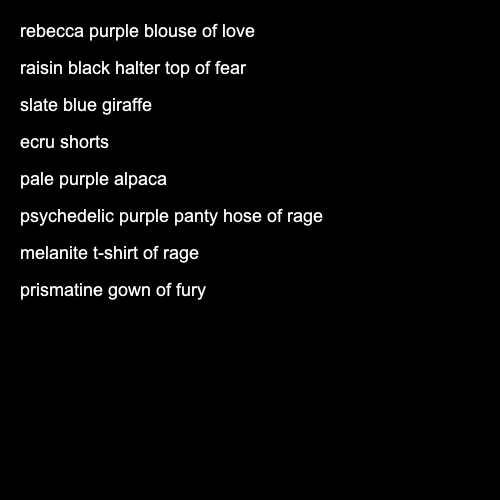 rebecca purple blouse of love
raisin black halter top of fear
slate blue giraffe
ecru shorts
pale purple alpaca
psychedelic purple panty hose of rage
melanite t-shirt of rage
prismatine gown of fury